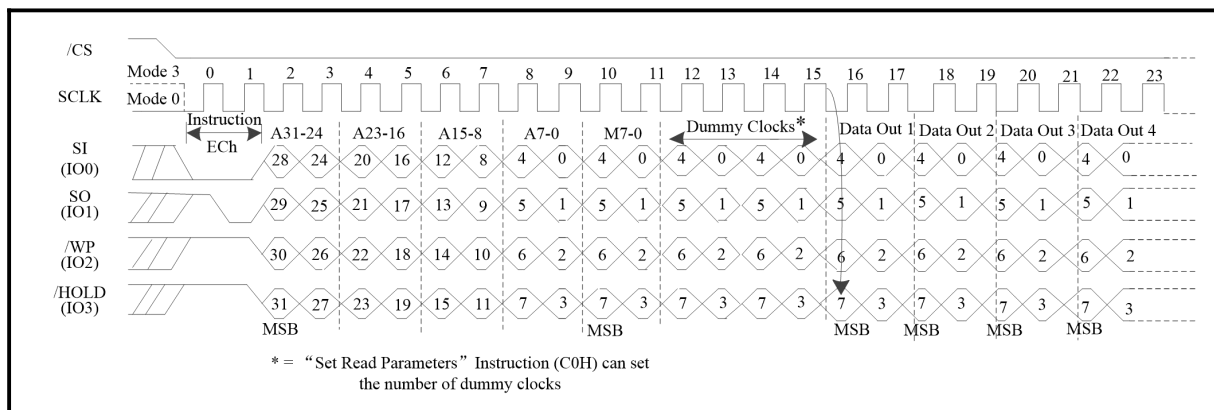 /CS
Mode 3 0 1 2 3 4 5 6 7 8 9 10 11 12 13 14 15 16 17 18 19 20 21 22 23
SCLK Mode 0
Instruction A31-24 A23-16 A15-8 A7-0 M7-0 Dummy Clocks* Data Out 1 Data Out 2 Data Out 3 Data Out 4
ECh
SI
(IO0) 28 24 20 16 12 8 4 0 4 0 4 0 4 0 4 0 4 0 4 0 4 0
SO
(IO1) 29 25 21 17 13 9 5 1 5 1 5 1 5 1 5 1 5 1 5 1 5 1
/WP
(IO2) 30 26 22 18 14 10 6 2 6 2 6 2 6 2 6 2 6 2 6 2 6 2
/HOLD
(IO3) 31 27 23 19 15 11 7 3 7 3 7 3 7 3 7 3 7 3 7 3 7 3
MSB MSB MSB MSB MSB MSB
* = “Set Read Parameters” Instruction (C0H) can set
the number of dummy clocks